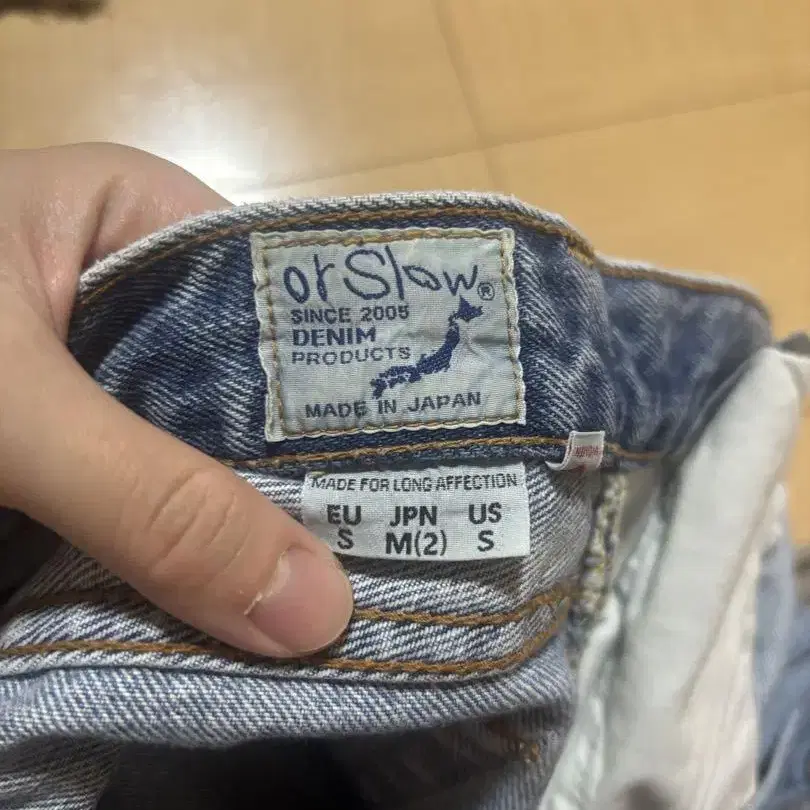 orSlow®
SINCE 2005
DENIM
PRODUCTS
MADE IN JAPAN
MADE FOR LONG AFFECTION
EU JPN US
S M(2) S